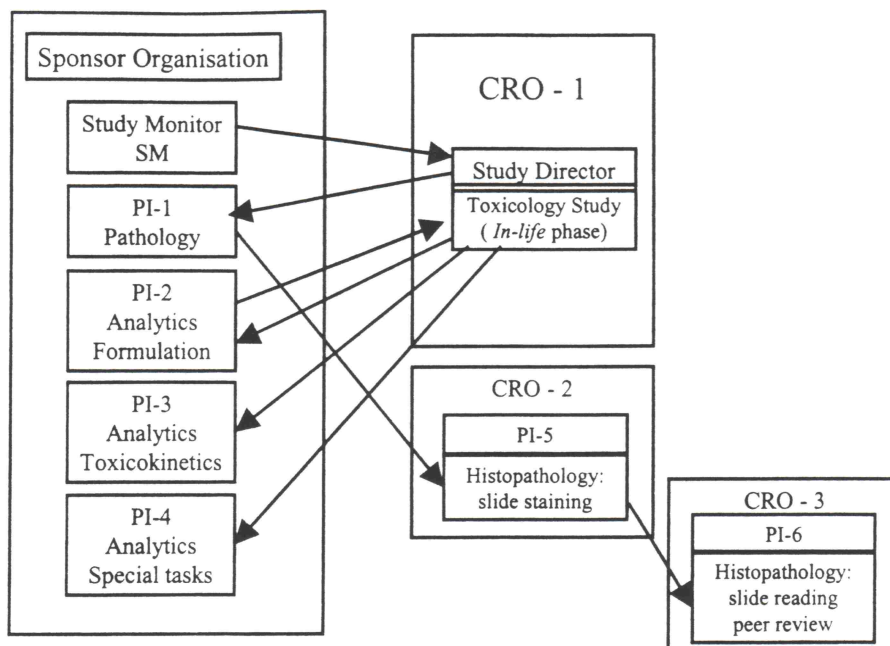 Sponsor Organisation
Study Monitor
SM
PI-1
Pathology
PI-2
Analytics
Formulation
PI-3
Analytics
Toxicokinetics
PI-4
Analytics
Special tasks
CRO - 1
Study Director
Toxicology Study
( In-life phase)
CRO - 2
PI-5
Histopathology:
slide staining
CRO - 3
PI-6
Histopathology:
slide reading
peer review